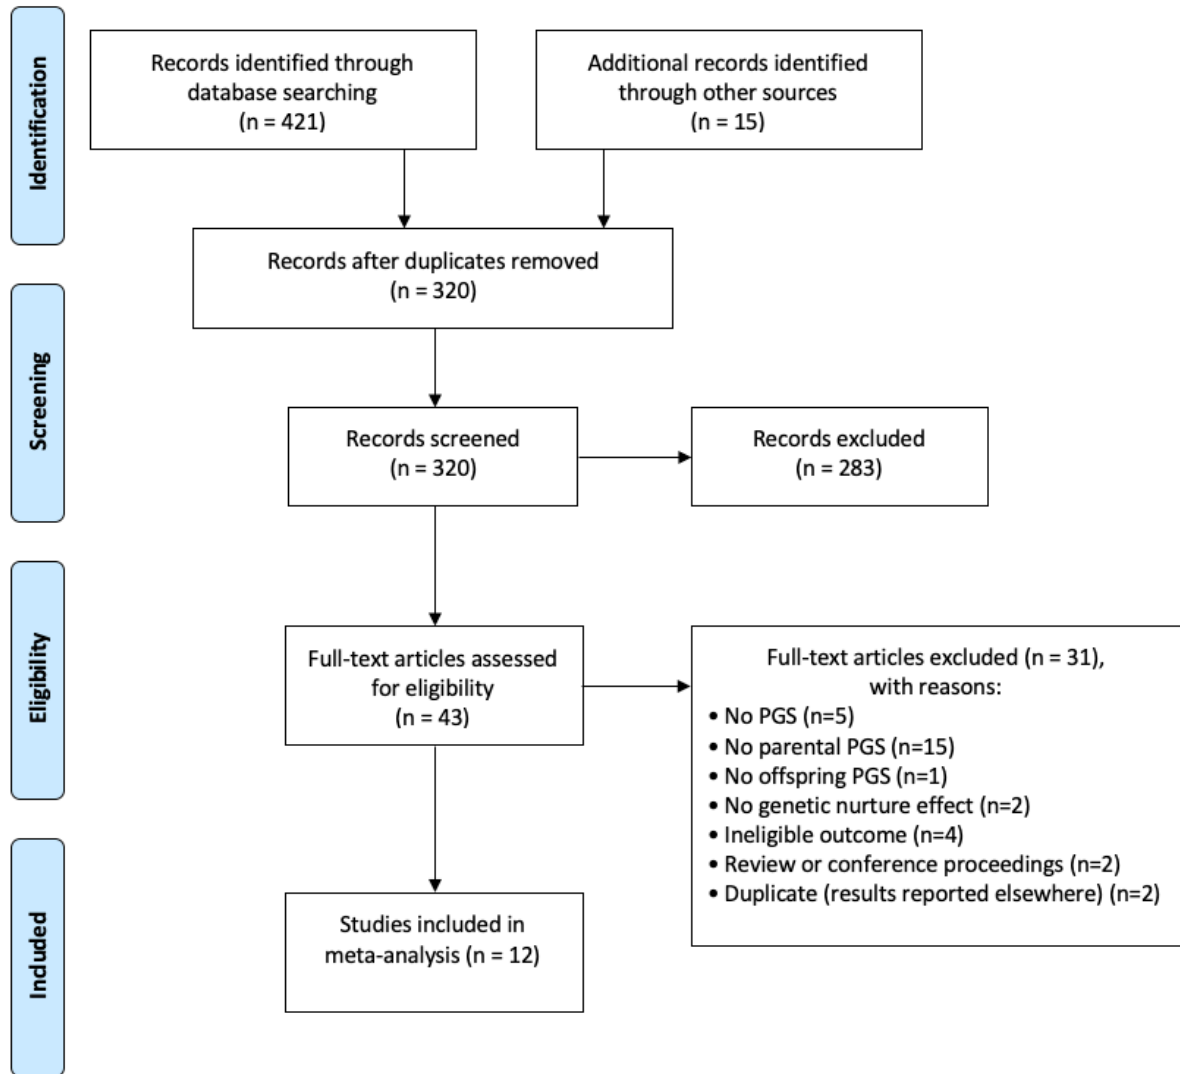 Identification
Records identified through
database searching
(n = 421)
Additional records identified
through other sources
(n = 15)
Records after duplicates removed
(n = 320)
Screening
Records screened
(n = 320)
Records excluded
(n = 283)
Eligibility
Full-text articles assessed
for eligibility
(n = 43)
Full-text articles excluded (n = 31),
with reasons:
• No PGS (n=5)
• No parental PGS (n=15)
• No offspring PGS (n=1)
• No genetic nurture effect (n=2)
• Ineligible outcome (n=4)
• Review or conference proceedings (n=2)
• Duplicate (results reported elsewhere) (n=2)
Included
Studies included in
meta-analysis (n = 12)